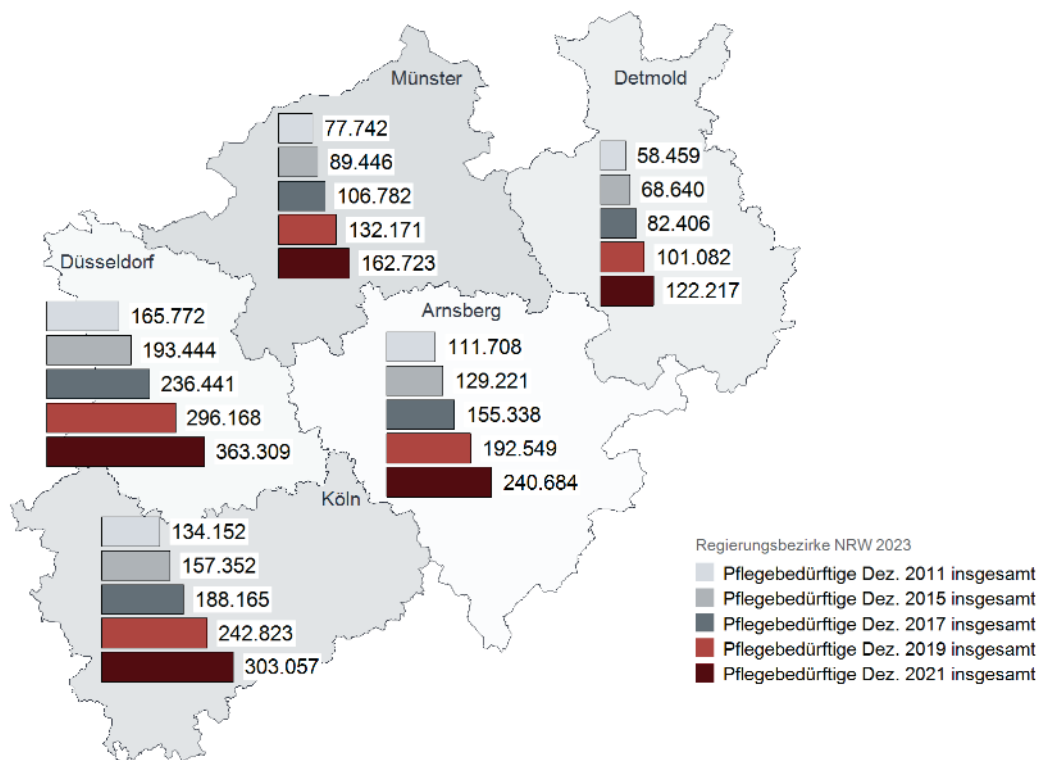 Münster
77.742
89.446
106.782
132.171
162.723
Detmold
58.459
68.640
82.406
101.082
122.217
Düsseldorf
165.772
193.444
236.441
296.168
363.309
Arnsberg
111.708
129.221
155.338
192.549
240.684
Köln
134.152
157.352
188.165
242.823
303.057
Regierungsbezirke NRW 2023
Pflegebedürftige Dez. 2011 insgesamt
Pflegebedürftige Dez. 2015 insgesamt
Pflegebedürftige Dez. 2017 insgesamt
Pflegebedürftige Dez. 2019 insgesamt
Pflegebedürftige Dez. 2021 insgesamt